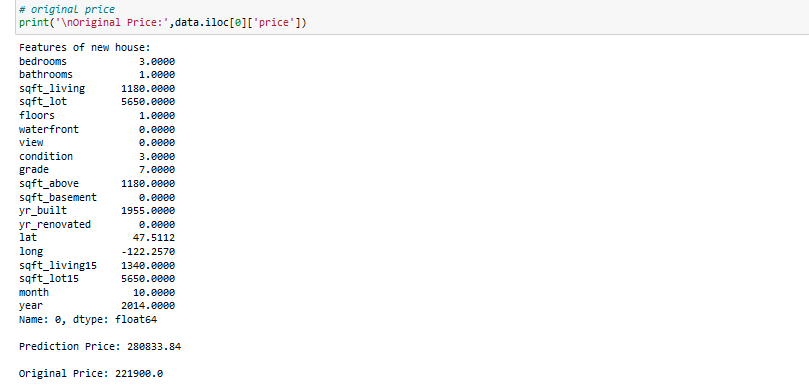 # original price
print('\nOriginal Price:',data.iloc[0]['price'])
Features of new house:
bedrooms 3.0000
bathrooms 1.0000
sqft_living 1180.0000
sqft_lot 5650.0000
floors 1.0000
waterfront 0.0000
view 0.0000
condition 3.0000
grade 7.0000
sqft_above 1180.0000
sqft_basement 0.0000
yr_built 1955.0000
yr_renovated 0.0000
lat 47.5112
long -122.2570
sqft_living15 1340.0000
sqft_lot15 5650.0000
month 10.0000
year 2014.0000
Name: 0, dtype: float64
Prediction Price: 280833.84
Original Price: 221900.0